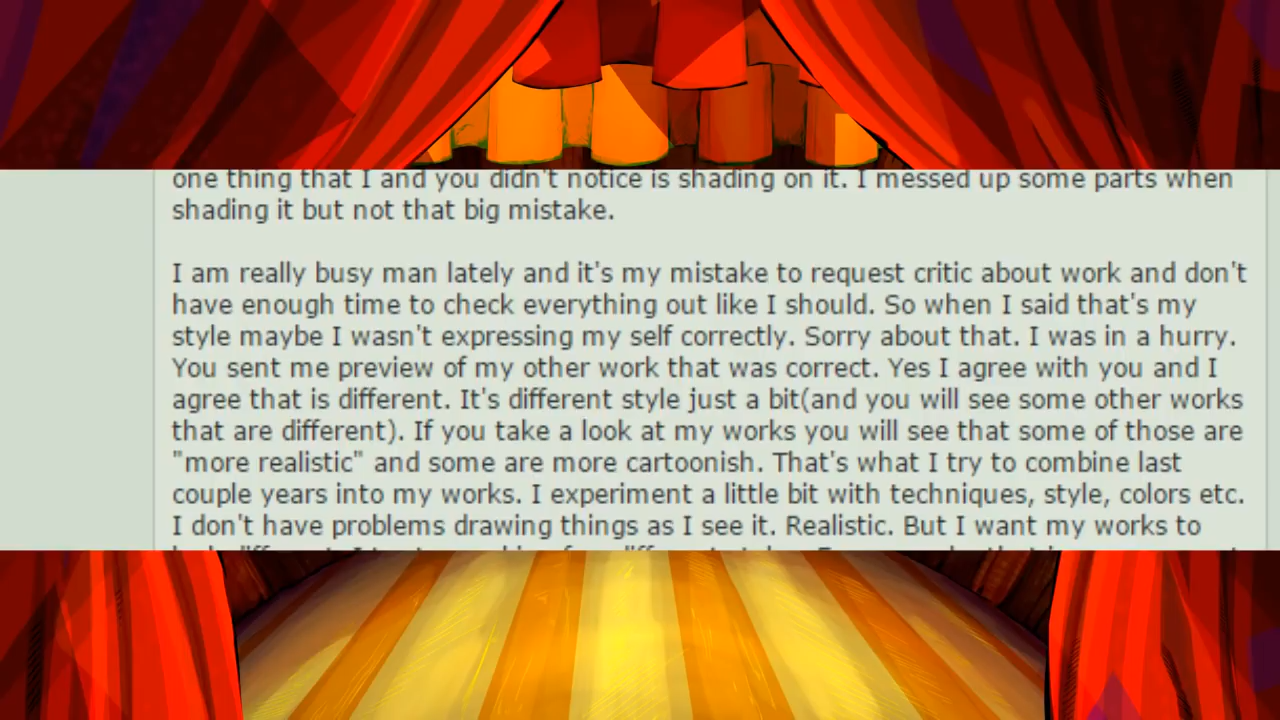 one thing that I and you didn't notice is shading on it. I messed up some parts when
shading it but not that big mistake.
I am really busy man lately and it's my mistake to request critic about work and don't
have enough time to check everything out like I should. So when I said that's my
style maybe I wasn't expressing my self correctly. Sorry about that. I was in a hurry.
You sent me preview of my other work that was correct. Yes I agree with you and I
agree that is different. It's different style just a bit(and you will see some other works
that are different). If you take a look at my works you will see that some of those are
"more realistic" and some are more cartoonish. That's what I try to combine last
couple years into my works. I experiment a little bit with techniques, style, colors etc.
I don't have problems drawing things as I see it. Realistic. But I want my works to